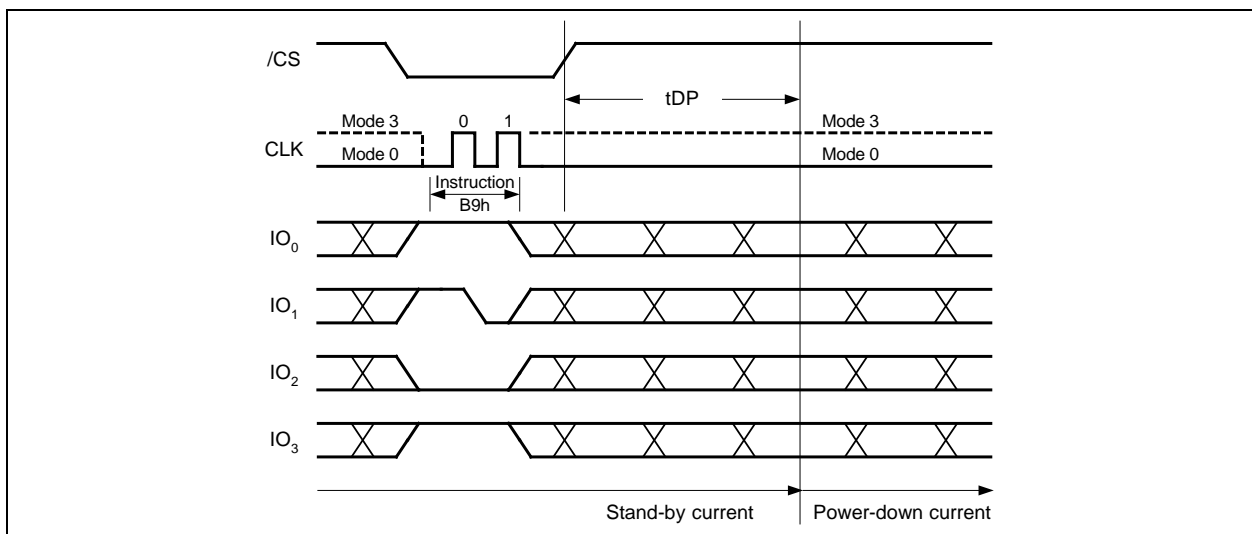 /CS
tDP
Mode 3 0 1 Mode 3
CLK
Mode 0 Mode 0
Instruction
B9h
IO0
IO1
IO2
IO3
Stand-by current Power-down current